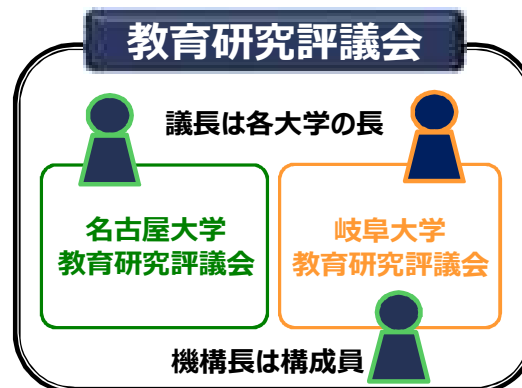 教育研究評議会
議長は各大学の長
名古屋大学
教育研究評議会
岐阜大学
教育研究評議会
機構長は構成員